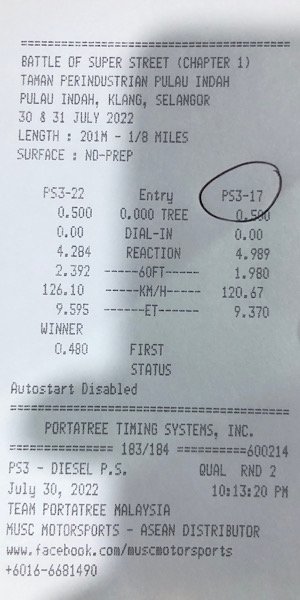 BATTLE OF SUPER STREET (CHAPTER 1)
TAMAN PERINDUSTRIAN PULAU INDAH
PULAU INDAH, KLANG, SELANGOR
30 & 31 JULY 2022
LENGTH : 201M - 1/8 MILES
SURFACE : NO-PREP
PS3-22 Entry PS3-17
0.500 0.000 TREE 0.500
0.00 DIAL-IN 0.00
4.284 REACTION 4.989
2.392 ------60FT------ 1.980
126.10 ------KM/H------ 120.67
9.595 ------ET------ 9.370
WINNER
0.480 FIRST
STATUS
Autostart Disabled
PORTATREE TIMING SYSTEMS, INC.
=============== 183/184 ===========600214
PS3 - DIESEL P.S. QUAL RND 2
July 30, 2022 10:13:20 PM
TEAM PORTATREE MALAYSIA
MUSC MOTORSPORTS - ASEAN DISTRIBUTOR
www.facebook.com/muscmotorsports
+6016-6681490